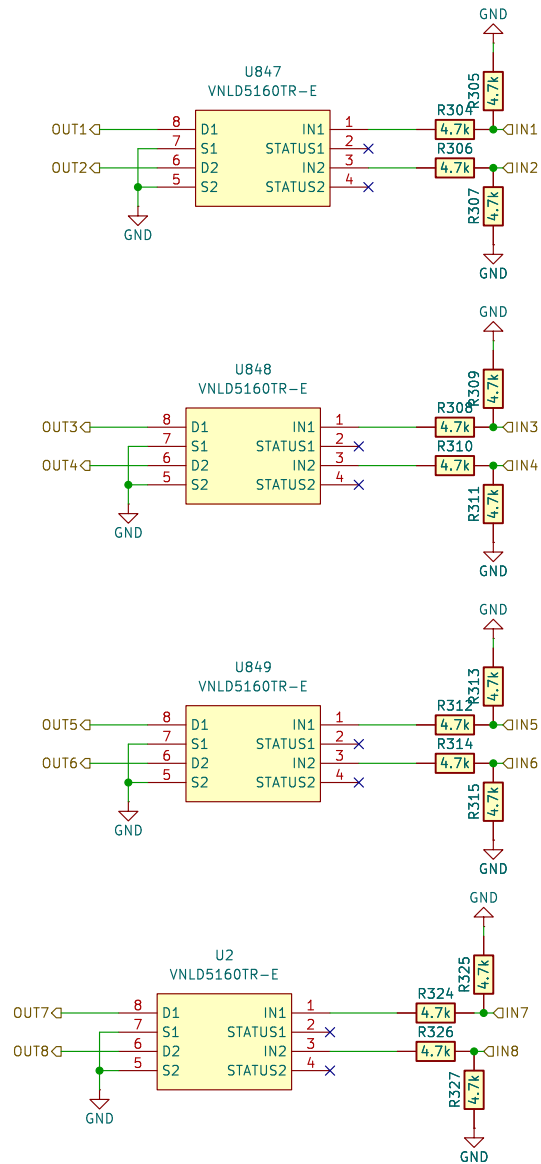 GND
U847
VNLD5160TR-E
R305
4.7k
R304
OUT1 8 D1 IN1 1 4.7k IN1
7 S1 STATUS1 2 R306
OUT2 6 D2 IN2 3 4.7k IN2
5 S2 STATUS2 4
R307
4.7k
GND
GND
GND
U848
VNLD5160TR-E
R309
4.7k
R308
OUT3 8 D1 IN1 1 4.7k IN3
7 S1 STATUS1 2 R310
OUT4 6 D2 IN2 3 4.7k IN4
5 S2 STATUS2 4
R311
4.7k
GND
GND
GND
U849
VNLD5160TR-E
R313
4.7k
R312
OUT5 8 D1 IN1 1 4.7k IN5
7 S1 STATUS1 2 R314
OUT6 6 D2 IN2 3 4.7k IN6
5 S2 STATUS2 4
R315
4.7k
GND
GND
GND
U2
VNLD5160TR-E
R325
4.7k
R324
OUT7 8 D1 IN1 1 4.7k IN7
7 S1 STATUS1 2 R326
OUT8 6 D2 IN2 3 4.7k IN8
5 S2 STATUS2 4
R327
4.7k
GND
GND